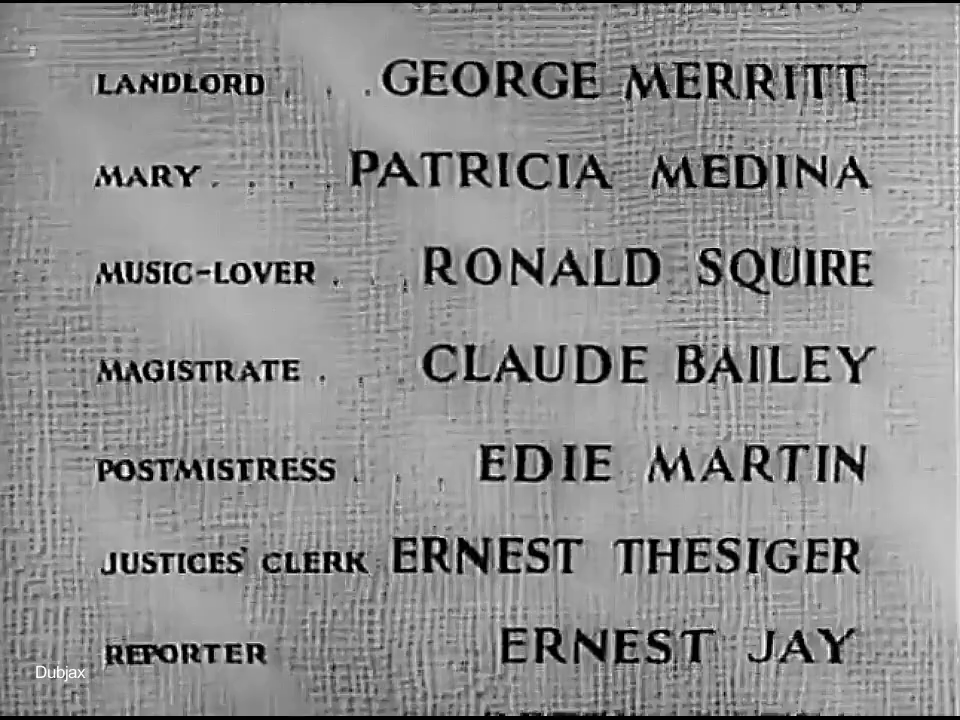 LANDLORD . . . GEORGE MERRITT
MARY . . . . PATRICIA MEDINA
MUSIC-LOVER . . . RONALD SQUIRE
MAGISTRATE . . . CLAUDE BAILEY
POSTMISTRESS . . . EDIE MARTIN
JUSTICES' CLERK ERNEST THESIGER
REPORTER ERNEST JAY
Dubjax